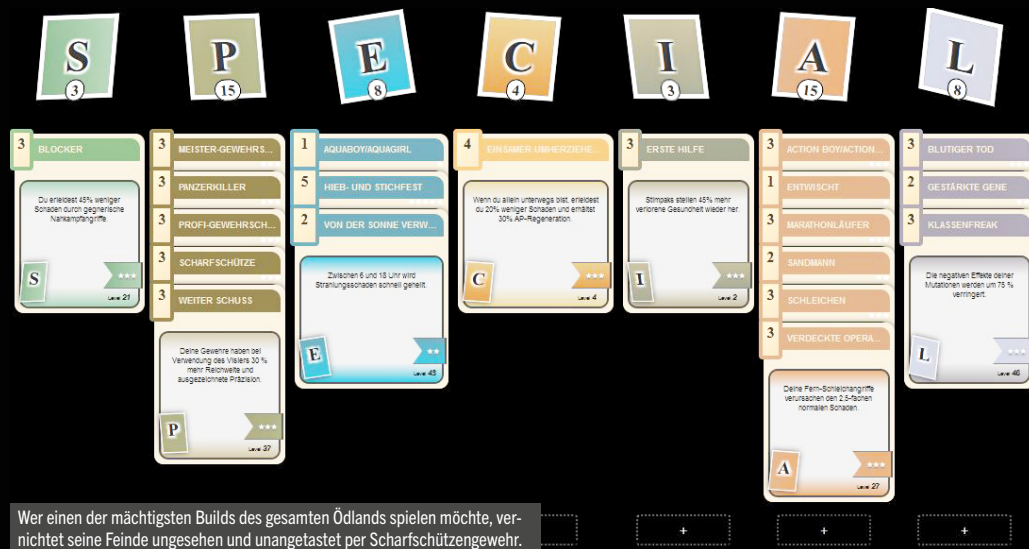 S
3
P
15
E
8
C
4
I
3
A
15
L
8
3 BLOCKER
Du erleidest 45% weniger
Schaden durch gegnerische
Nahkampfangriffe.
S
Level 21
3 MEISTER-GEWEHRS...
3 PANZERKILLER
3 PROFI-GEWEHRSCH...
3 SCHARFSCHÜTZE
3 WEITER SCHUSS
Deine Gewehre haben bei
Verwendung des Visiers 30 %
mehr Reichweite und
ausgezeichnete Präzision.
P
Level 37
1 AQUABOY/AQUAGIRL
5 HIEB- UND STICHFEST
2 VON DER SONNE VERW...
Zwischen 6 und 18 Uhr wird
Strahlungsschaden schnell geheilt.
E
Level 43
4 EINSAMER UMHERZIEHE...
Wenn du allein unterwegs bist, erleidest
du 20% weniger Schaden und erhältst
30% AP-Regeneration.
C
Level 4
3 ERSTE HILFE
Stimpaks stellen 45% mehr
verlorene Gesundheit wieder her.
I
Level 2
3 ACTION BOY/ACTION...
1 ENTWISCHT
3 MARATHONLÄUFER
2 SANDMANN
3 SCHLEICHEN
3 VERDECKTE OPERA...
Deine Fern-Schleichangriffe
verursachen den 2,5-fachen
normalen Schaden.
A
Level 27
3 BLUTIGER TOD
2 GESTÄRKTE GENE
3 KLASSENFREAK
Die negativen Effekte deiner
Mutationen werden um 75 %
verringert.
L
Level 46
+
+
+
Wer einen der mächtigsten Builds des gesamten Ödlands spielen möchte, ver-
nichtet seine Feinde ungesehen und unangetastet per Scharfschützengewehr.